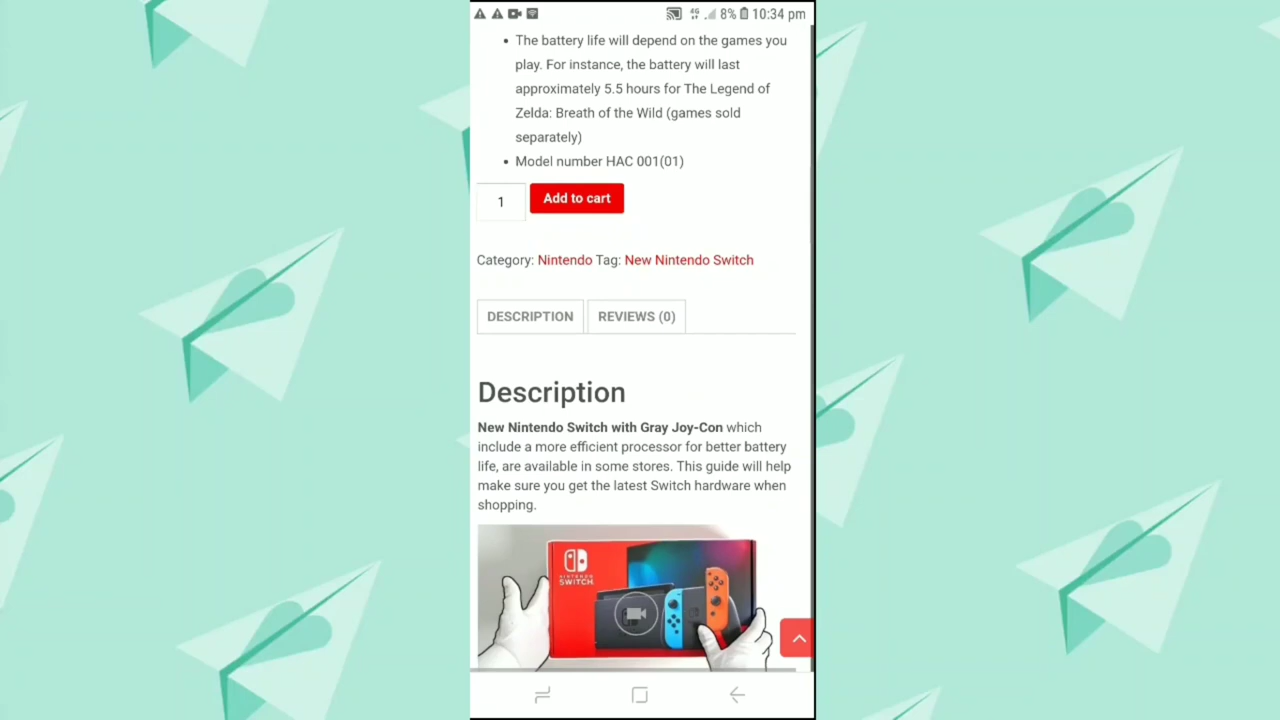 4G 8% 10:34 pm
The battery life will depend on the games you
play. For instance, the battery will last
approximately 5.5 hours for The Legend of
Zelda: Breath of the Wild (games sold
separately)
Model number HAC 001(01)
1 Add to cart
Category: Nintendo Tag: New Nintendo Switch
DESCRIPTION REVIEWS (0)
Description
New Nintendo Switch with Gray Joy-Con which
include a more efficient processor for better battery
life, are available in some stores. This guide will help
make sure you get the latest Switch hardware when
shopping.
NINTENDO
SWITCH